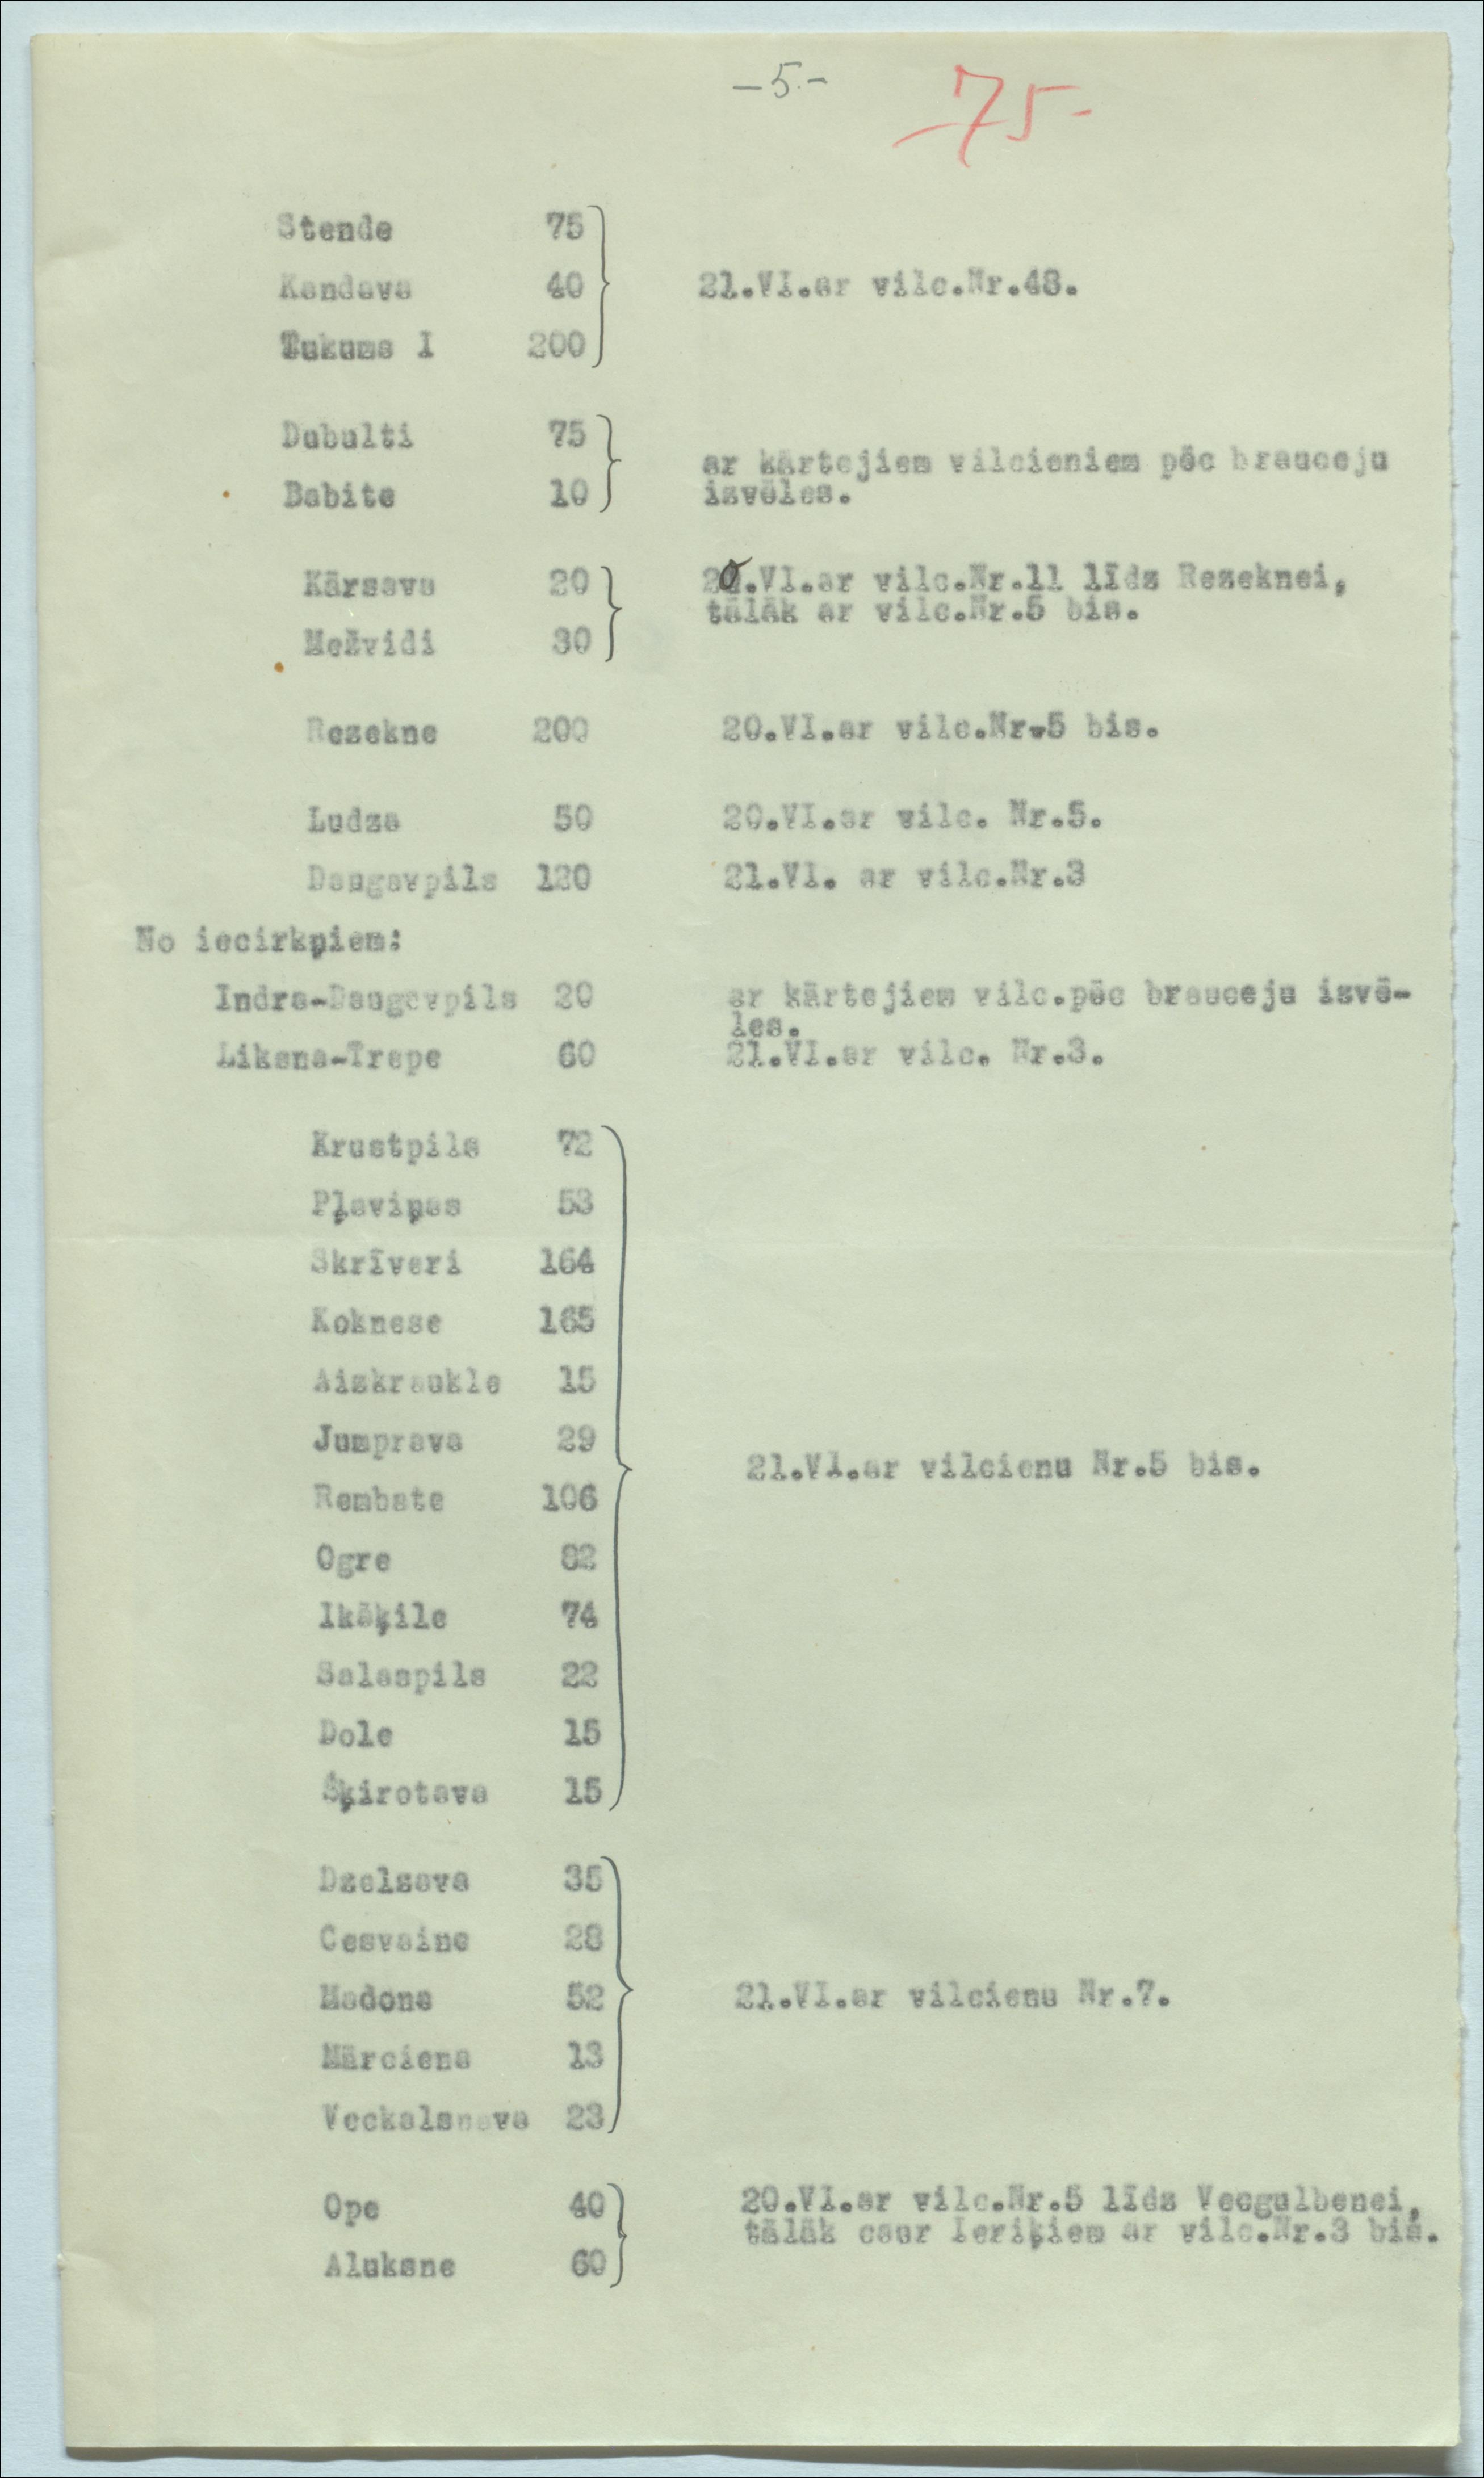 -5.-
-75-
Stende 75
Kandava 40
21.VI.ar vilc.Nr.48.
Tukums I 200
Dubulti 75
ar kārtejiem vilcieniem pēc brauceju
izvēles.
Babite 10
Kārsava 20
20.VI.ar vilc.Nr.11 līdz Rezeknei,
tālāk ar vilc.Nr.5 bis.
Mežvidi 30
Rezekne 200 20.VI.ar vilc.Nr.5 bis.
Ludza 50 20.VI.ar vilc. Nr.5.
Daugavpils 120 21.VI. ar vilc.Nr.3
No iecirkņiem:
Indra-Daugavpils 20 ar kārtejiem vilc.pēc brauceju izvē-
les.
Liksna-Trepe 60 21.VI.ar vilc. Nr.3.
Krustpils 72
Pļaviņas 53
Skrīveri 164
Koknese 165
Aizkraukle 15
Jumprava 29
21.VI.ar vilcienu Nr.5 bis.
Rembate 106
Ogre 82
Ikšķile 74
Salaspils 22
Dole 15
Šķirotava 15
Dzelzava 35
Cesvaine 28
Madona 52 21.VI.ar vilcienu Nr.7.
Mārciena 13
Veckalsnava 23
Ope 40 20.VI.ar vilc.Nr.5 līdz Vecgulbenei,
tālāk caur Ieriķiem ar vilc.Nr.3 bis.
Aluksne 60